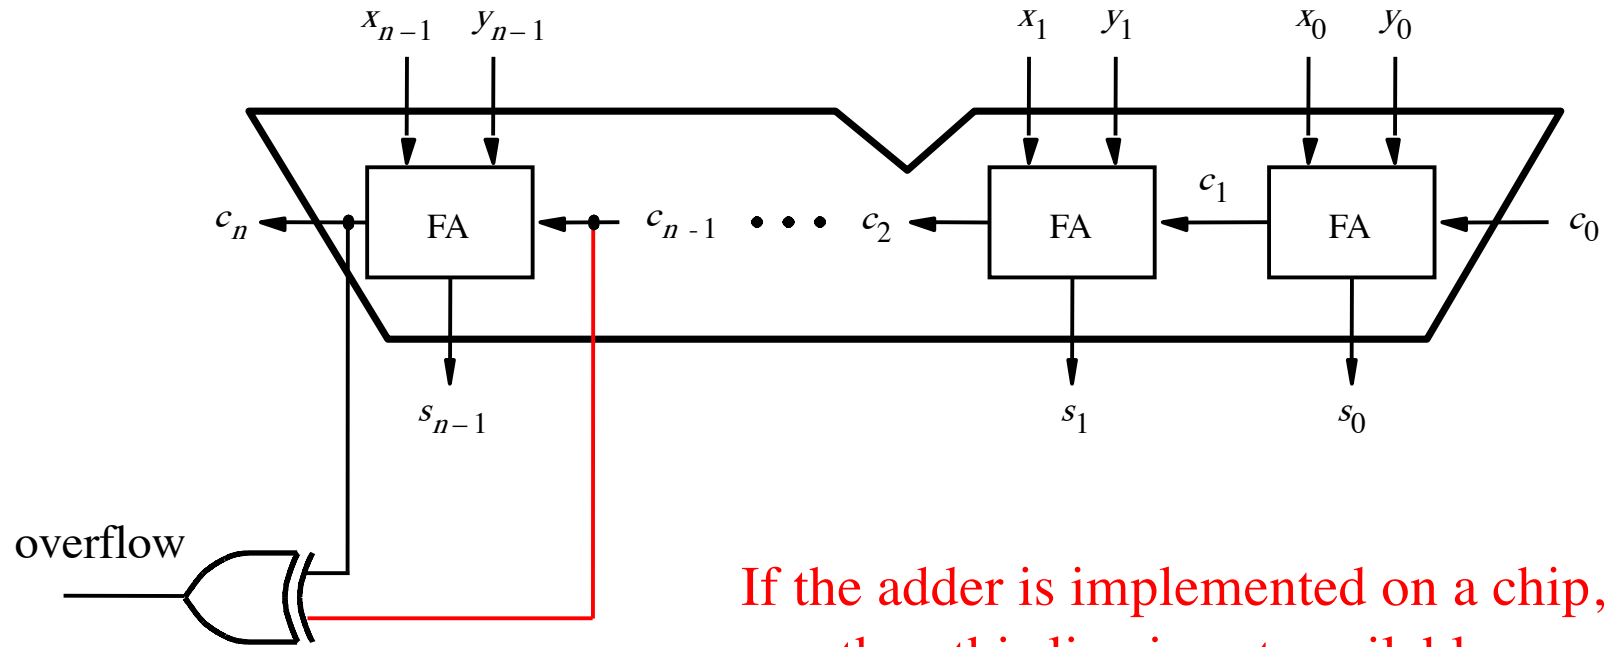 x_{n-1} y_{n-1} x_1 y_1 x_0 y_0
c_n FA c_{n-1} • • • c_2 FA c_1 FA c_0
s_{n-1} s_1 s_0
overflow
If the adder is implemented on a chip,